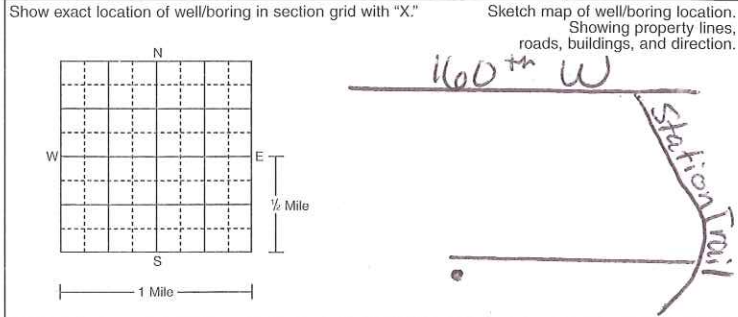 Show exact location of well/boring in section grid with “X.”
Sketch map of well/boring location.
Showing property lines,
roads, buildings, and direction.
N
W
E
S
½ Mile
1 Mile
160th W
Station Trail